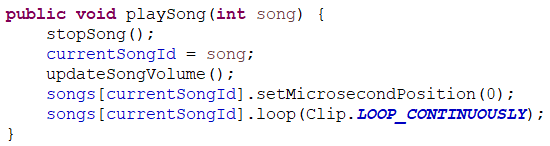 public void playSong(int song) {
    stopSong();
    currentSongId = song;
    updateSongVolume();
    songs[currentSongId].setMicrosecondPosition(0);
    songs[currentSongId].loop(Clip.LOOP_CONTINUOUSLY);
}